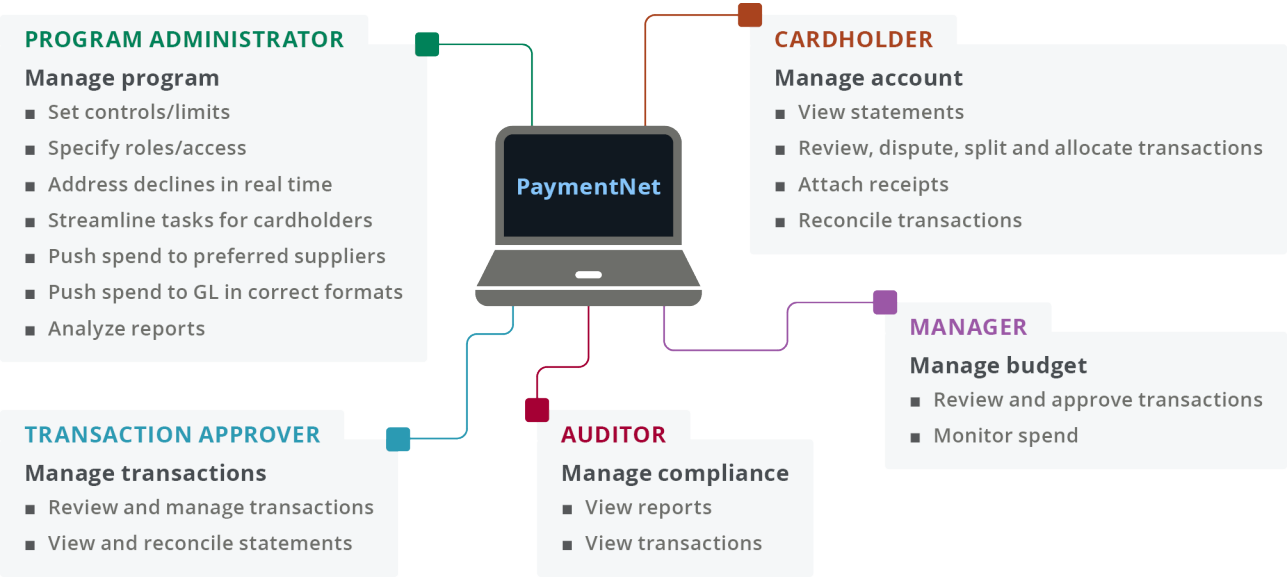 PROGRAM ADMINISTRATOR
Manage program
■ Set controls/limits
■ Specify roles/access
■ Address declines in real time
■ Streamline tasks for cardholders
■ Push spend to preferred suppliers
■ Push spend to GL in correct formats
■ Analyze reports
PaymentNet
CARDHOLDER
Manage account
■ View statements
■ Review, dispute, split and allocate transactions
■ Attach receipts
■ Reconcile transactions
MANAGER
Manage budget
■ Review and approve transactions
■ Monitor spend
TRANSACTION APPROVER
Manage transactions
■ Review and manage transactions
■ View and reconcile statements
AUDITOR
Manage compliance
■ View reports
■ View transactions